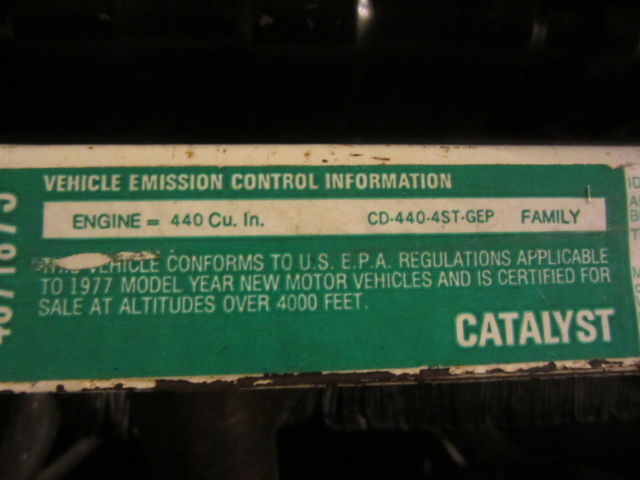 VEHICLE EMISSION CONTROL INFORMATION
ENGINE = 440 Cu. In. CD-440-4ST-GEP FAMILY
THIS VEHICLE CONFORMS TO U.S. E.P.A. REGULATIONS APPLICABLE
TO 1977 MODEL YEAR NEW MOTOR VEHICLES AND IS CERTIFIED FOR
SALE AT ALTITUDES OVER 4000 FEET.
CATALYST